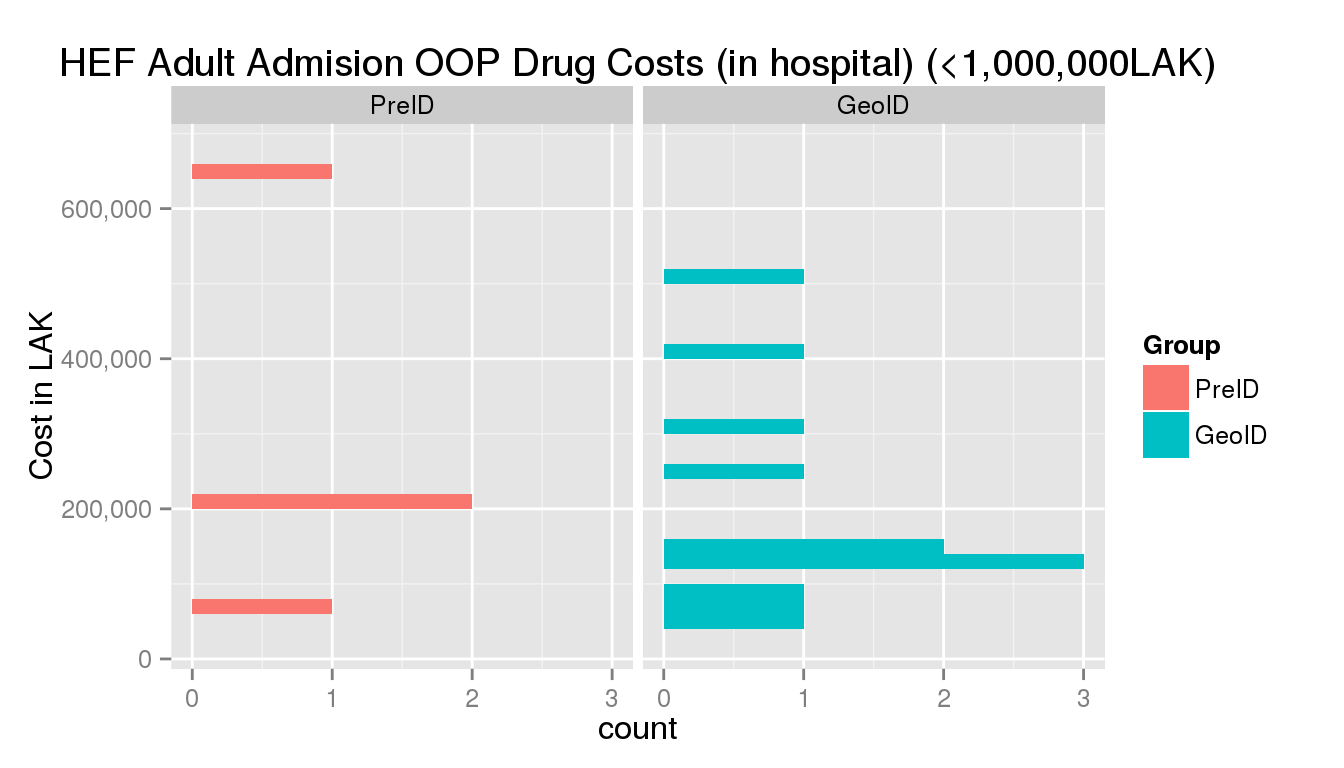 HEF Adult Admision OOP Drug Costs (in hospital) (<1,000,000LAK)
PreID
GeoID
600,000
400,000
200,000
0
Cost in LAK
0 1 2 3
0 1 2 3
count
Group
PreID
GeoID